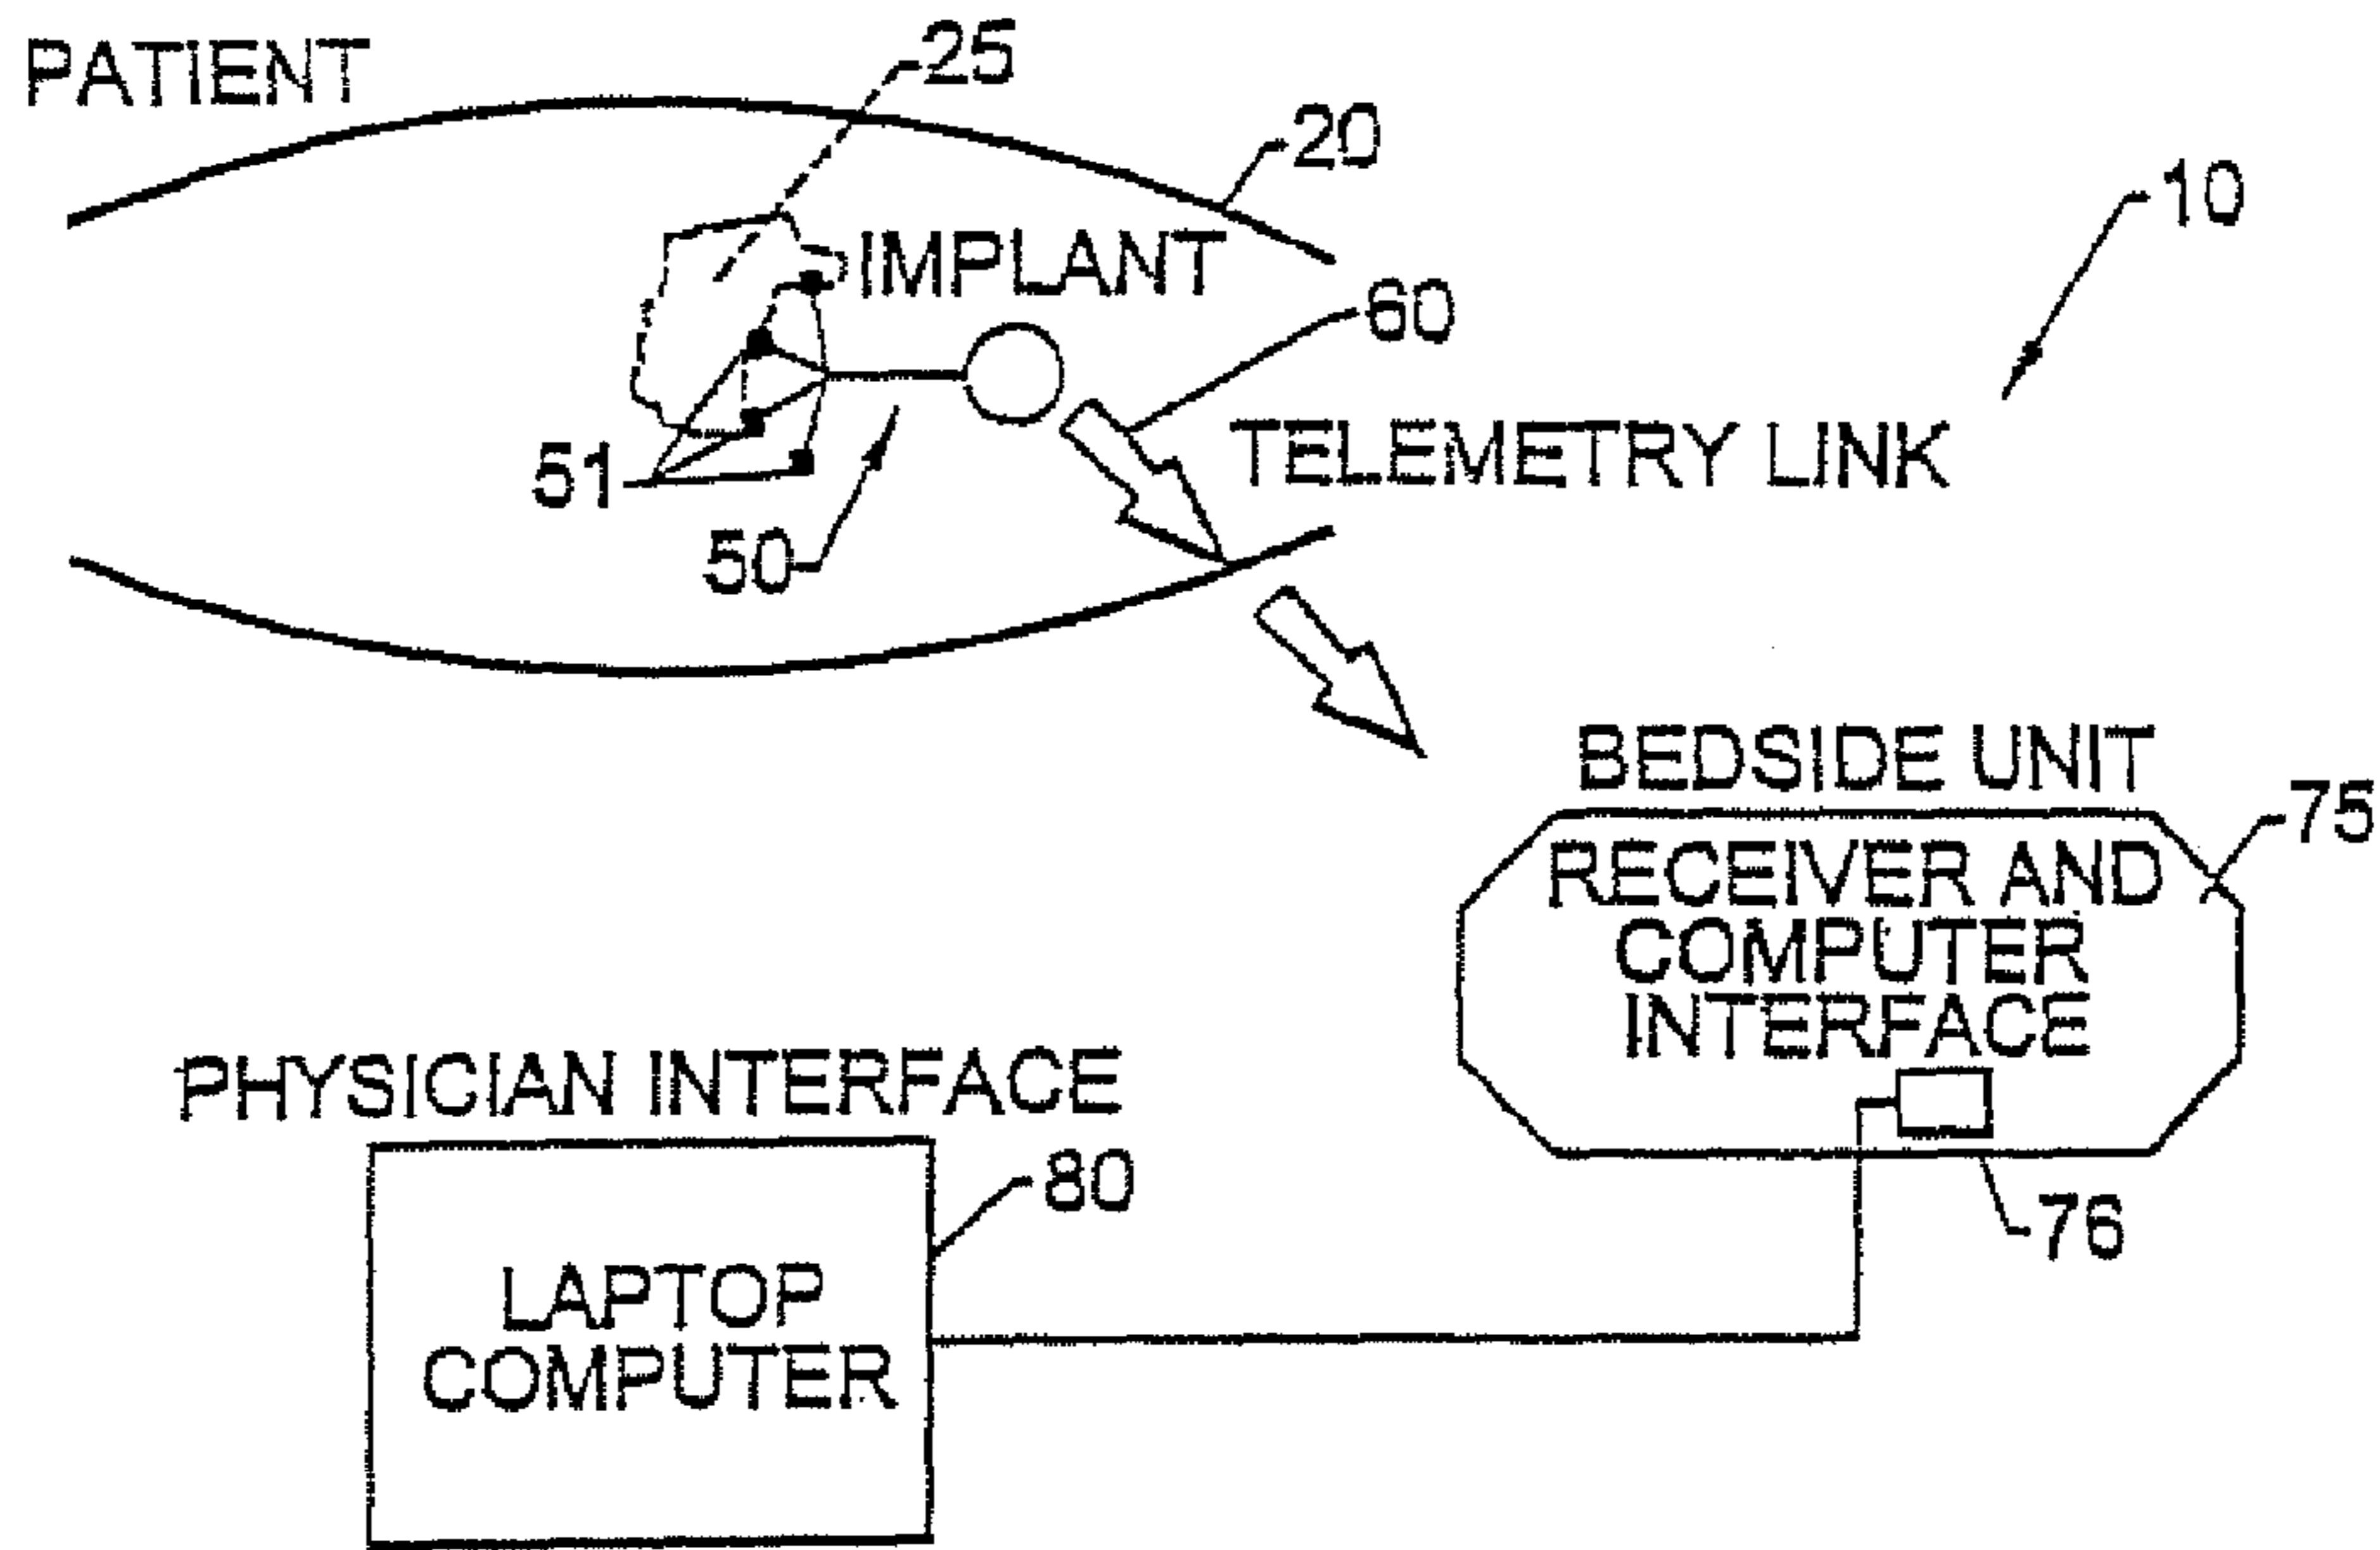 PATIENT
25
20
10
IMPLANT
60
TELEMETRY LINK
51
50
BEDSIDE UNIT
75
RECEIVER AND
COMPUTER
INTERFACE
PHYSICIAN INTERFACE
80
76
LAPTOP
COMPUTER